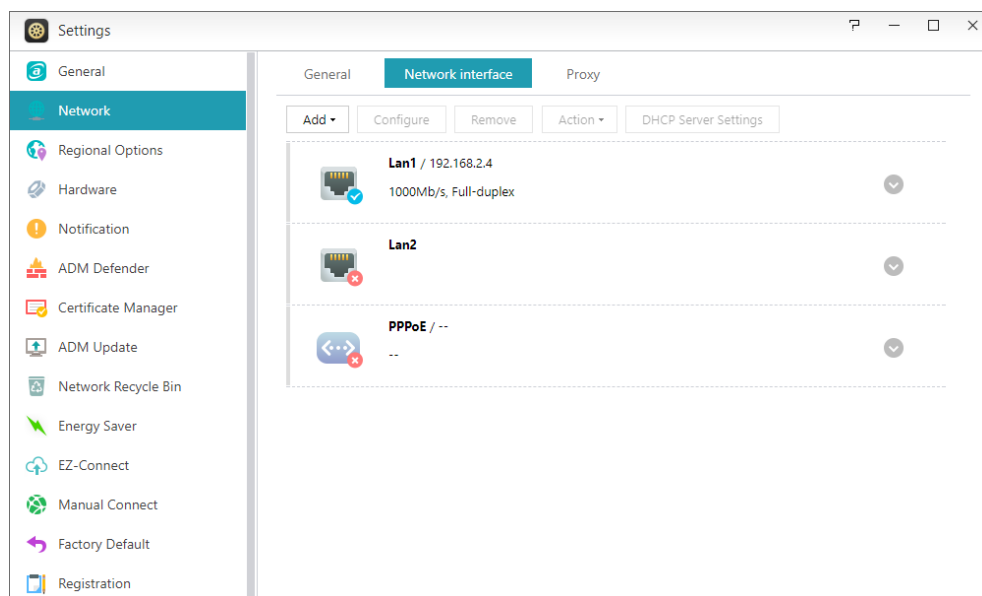 Settings
General
Network
Regional Options
Hardware
Notification
ADM Defender
Certificate Manager
ADM Update
Network Recycle Bin
Energy Saver
EZ-Connect
Manual Connect
Factory Default
Registration
General Network interface Proxy
Add Configure Remove Action DHCP Server Settings
Lan1 / 192.168.2.4
1000Mb/s, Full-duplex
Lan2
PPPoE / --
--